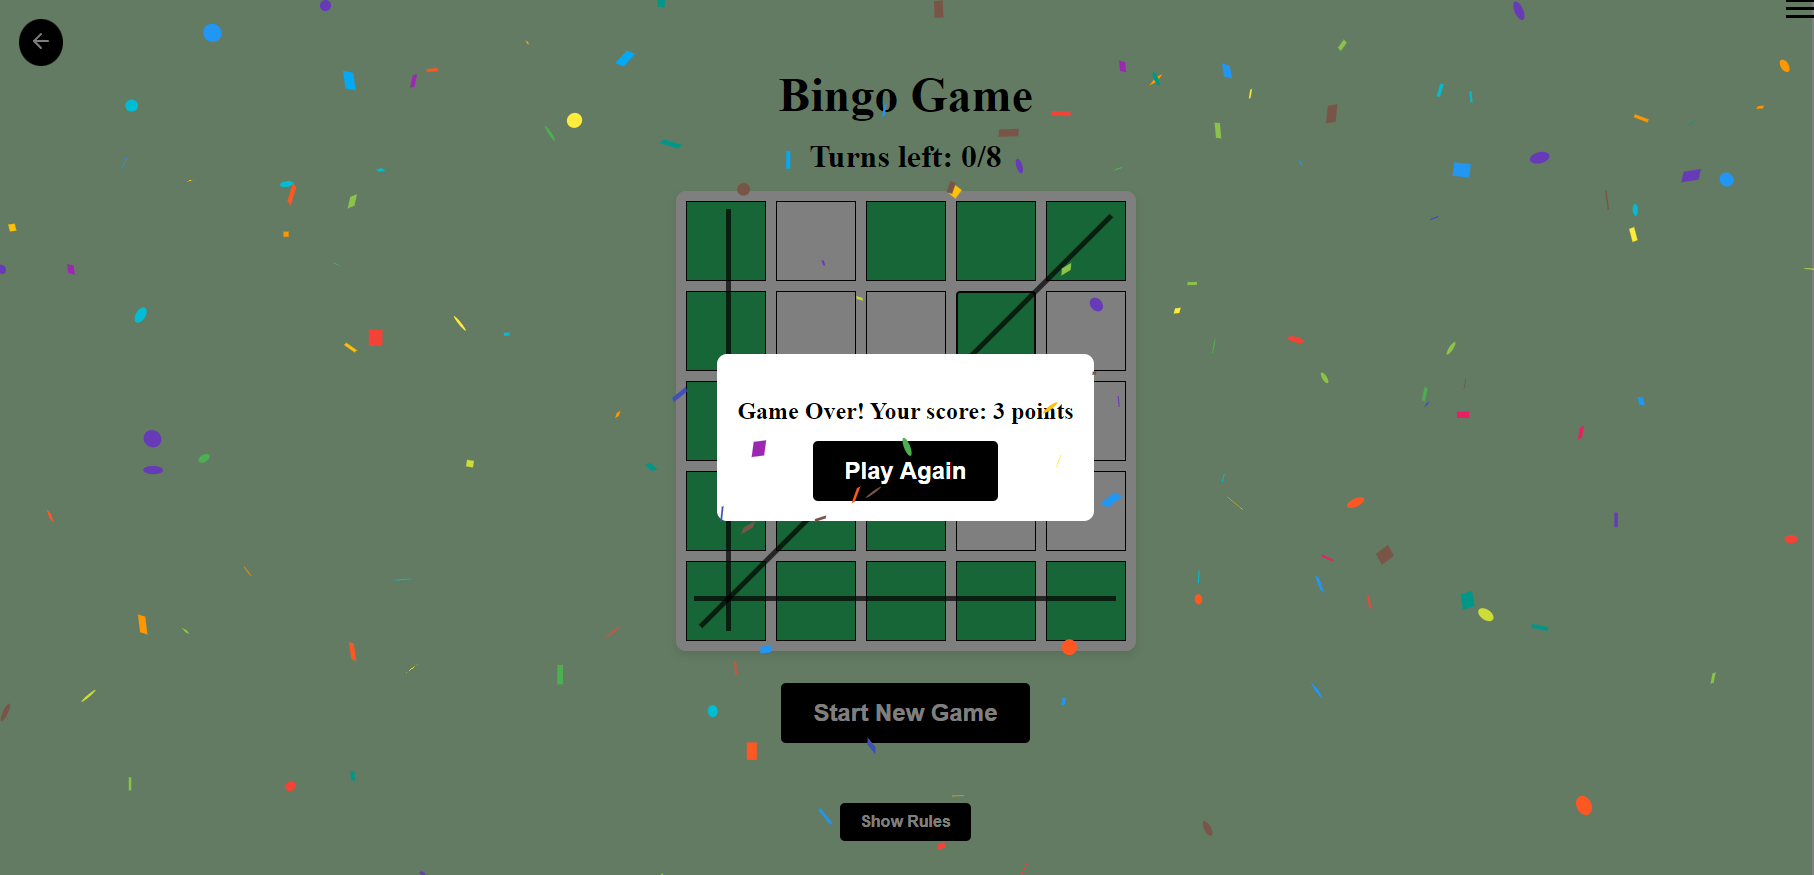 Bingo Game
Turns left: 0/8
Game Over! Your score: 3 points
Play Again
Start New Game
Show Rules